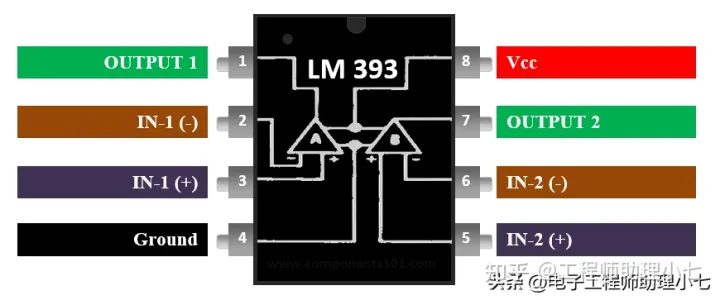 OUTPUT 1
1
LM 393
8
Vcc
IN-1 (-)
2
7
OUTPUT 2
A
B
-
+
+
-
IN-1 (+)
3
6
IN-2 (-)
Ground
4
5
IN-2 (+)
www.components101.com
知乎 @工程师助理小七
头条 @电子工程师助理小七